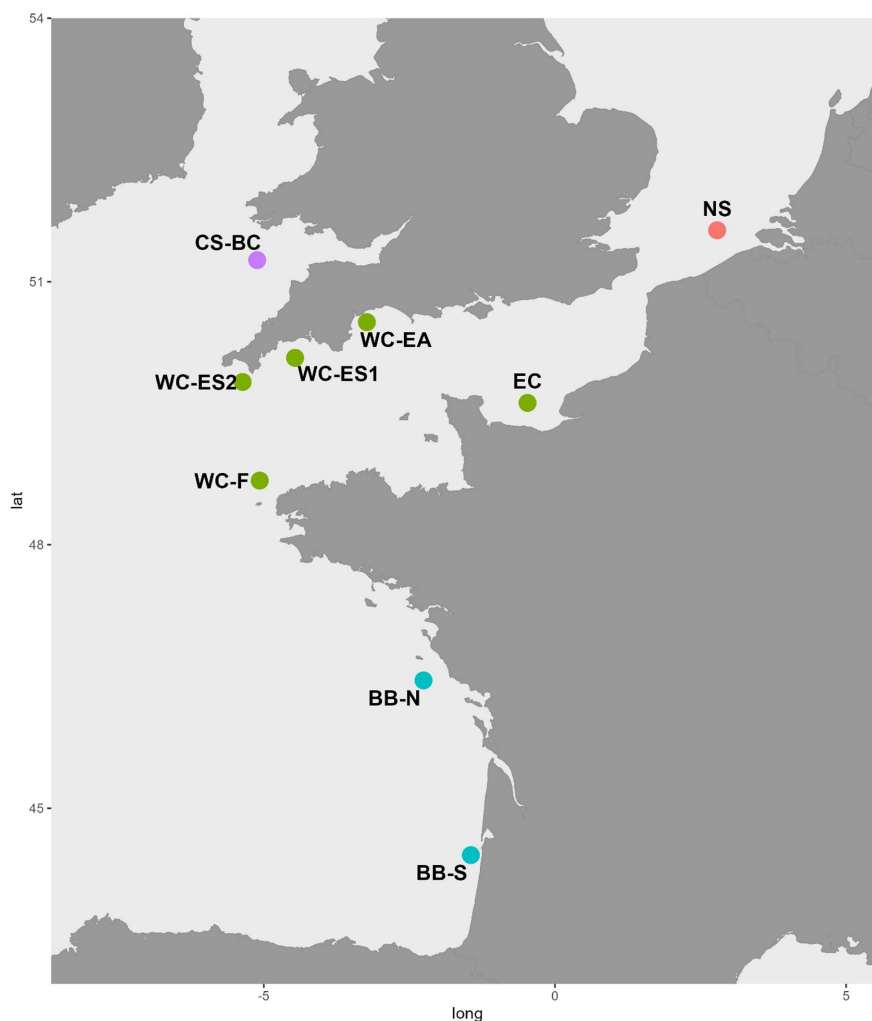 54
NS
CS-BC
51
WC-EA
WC-ES1
WC-ES2
EC
WC-F
lat
48
BB-N
45
BB-S
-5
0
5
long